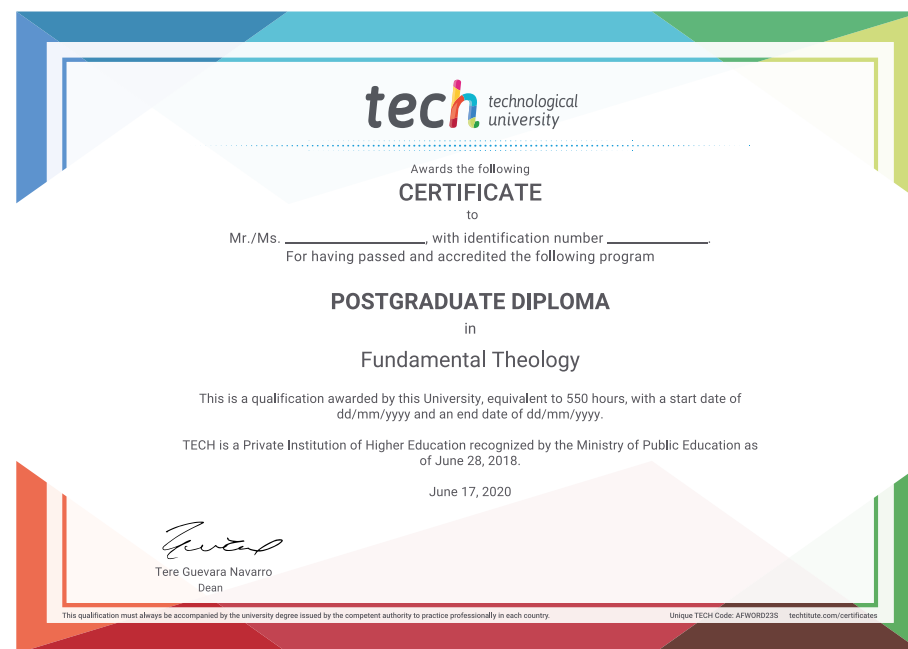 tech technological
university
Awards the following
CERTIFICATE
to
Mr./Ms. ____________________, with identification number ______________.
For having passed and accredited the following program
POSTGRADUATE DIPLOMA
in
Fundamental Theology
This is a qualification awarded by this University, equivalent to 550 hours, with a start date of
dd/mm/yyyy and an end date of dd/mm/yyyy.
TECH is a Private Institution of Higher Education recognized by the Ministry of Public Education as
of June 28, 2018.
June 17, 2020
Tere Guevara Navarro
Dean
This qualification must always be accompanied by the university degree issued by the competent authority to practice professionally in each country.
Unique TECH Code: AFWORD23S techtitute.com/certificates